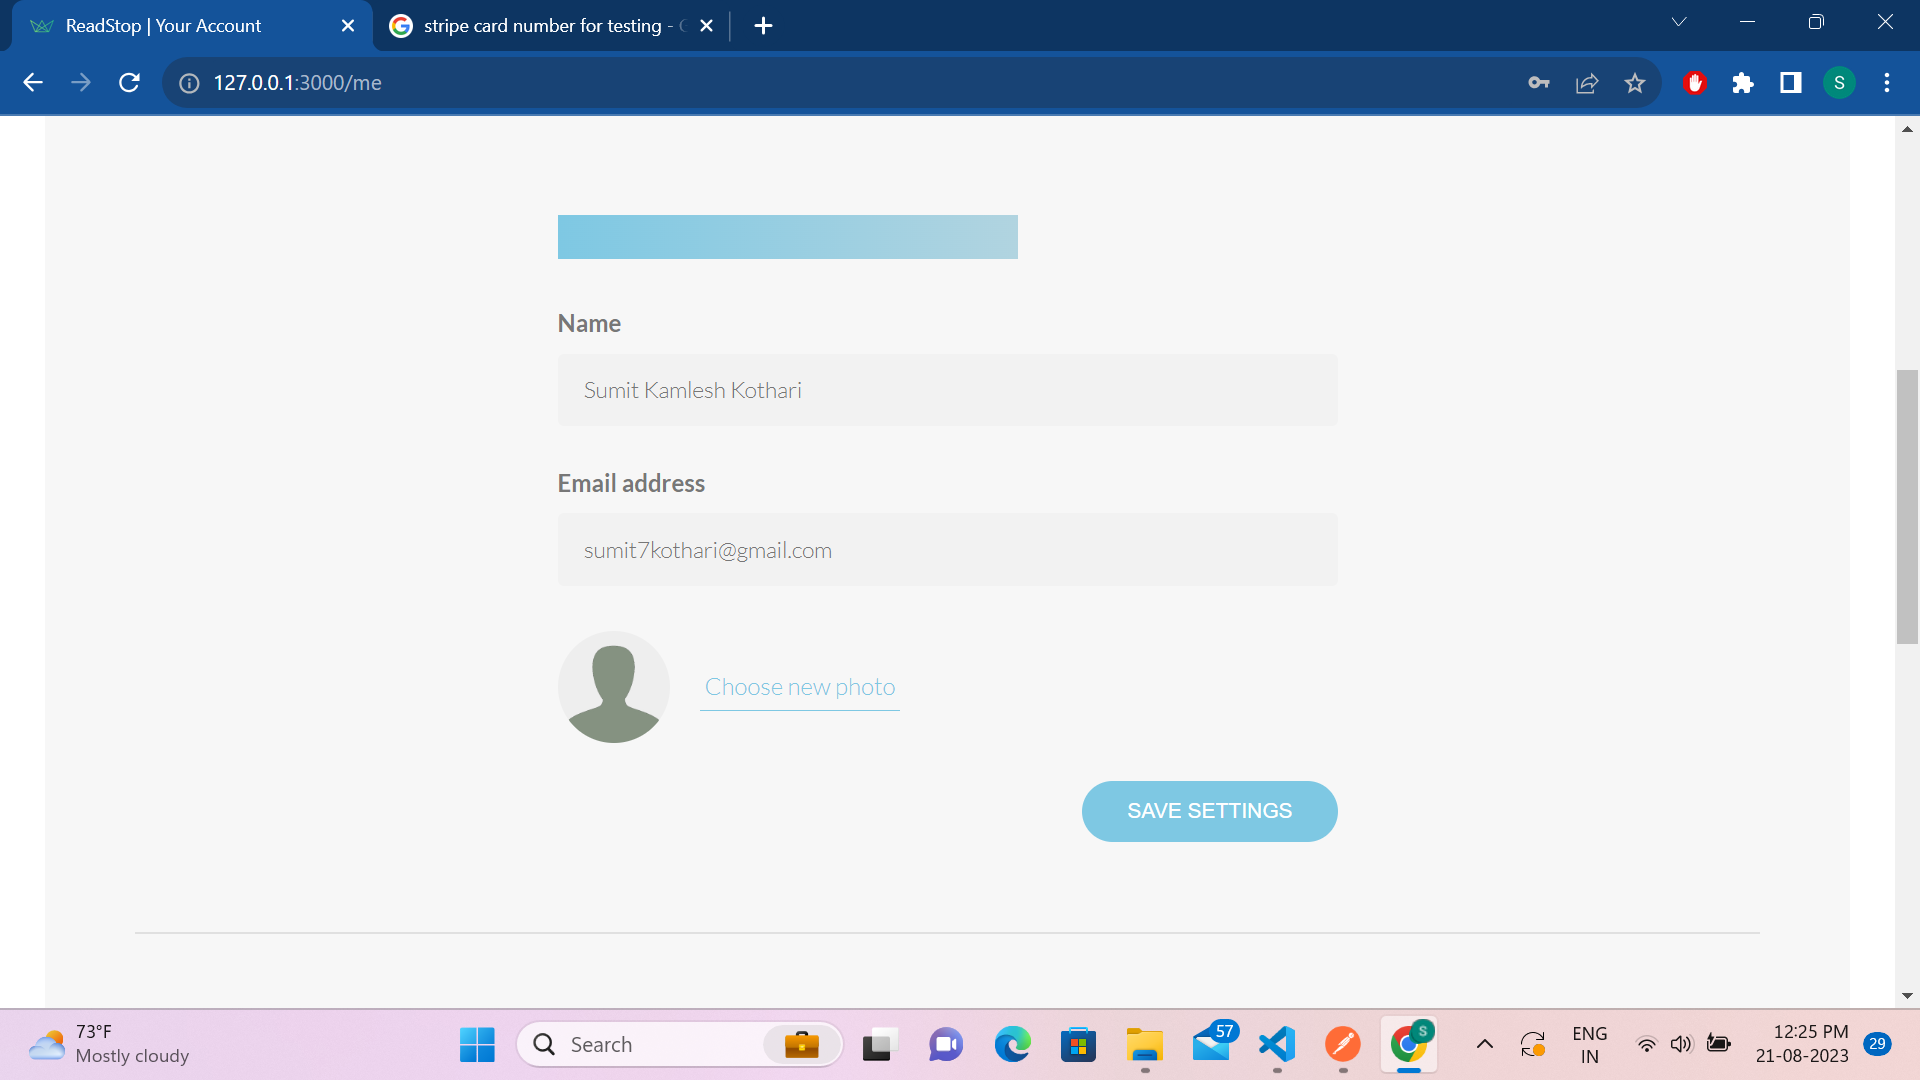 ReadStop | Your Account
stripe card number for testing -
127.0.0.1:3000/me
S
Name
Sumit Kamlesh Kothari
Email address
sumit7kothari@gmail.com
Choose new photo
SAVE SETTINGS
73°F
Mostly cloudy
Search
57
S
ENG
IN
12:25 PM
21-08-2023
29